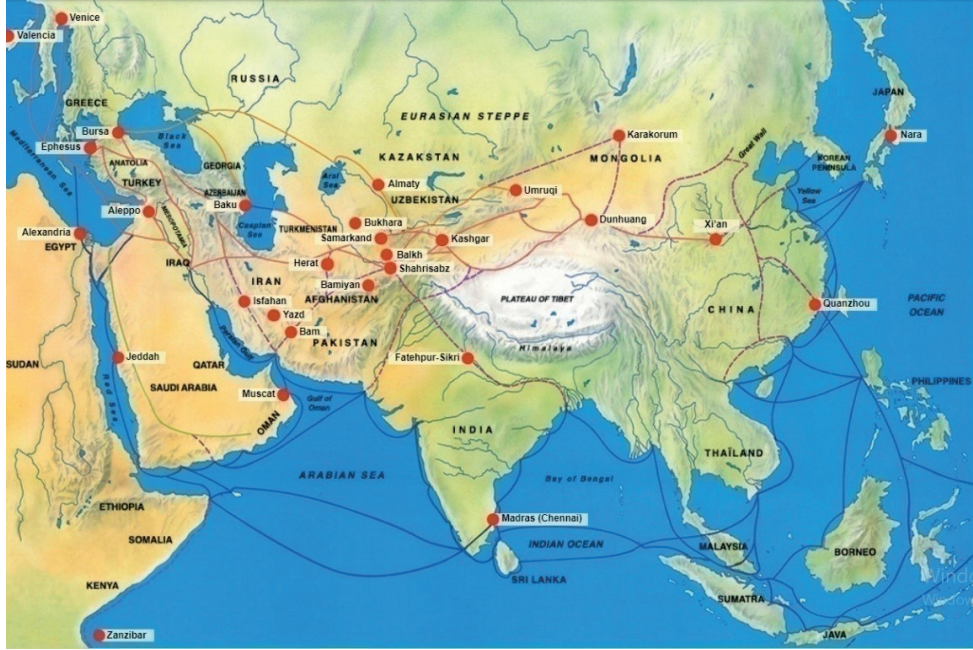 Venice
Valencia
RUSSIA
GREECE
JAPAN
EURASIAN STEPPE
Bursa
Black
Sea
Karakorum
Great Wall
Nara
Ephesus
Mediterranean Sea
ANATOLIA
GEORGIA
KAZAKSTAN
MONGOLIA
KOREAN
PENINSULA
TURKEY
Aral
Sea
Almaty
Umruqi
AZERBAIJAN
Baku
UZBEKISTAN
Yellow
Sea
Aleppo
MEROPOTAMIA
Caspian
Sea
TURKMENISTAN
Bukhara
Dunhuang
Xi'an
Alexandria
EGYPT
Samarkand
Kashgar
IRAQ
Herat
Balkh
Shahrisabz
IRAN
Bamiyan
AFGHANISTAN
PLATEAU OF TIBET
CHINA
Quanzhou
PACIFIC
OCEAN
Isfahan
Yazd
Bam
PAKISTAN
Himalaya
Persian Gulf
Jeddah
Fatehpur-Sikri
SUDAN
QATAR
Red Sea
SAUDI ARABIA
Muscat
Gulf of
Oman
PHILIPPINES
OMAN
INDIA
THAÏLAND
ARABIAN SEA
Bay of Bengal
ETHIOPIA
Madras (Chennai)
SOMALIA
INDIAN OCEAN
MALAYSIA
BORNEO
SRI LANKA
KENYA
SUMATRA
Zanzibar
JAVA